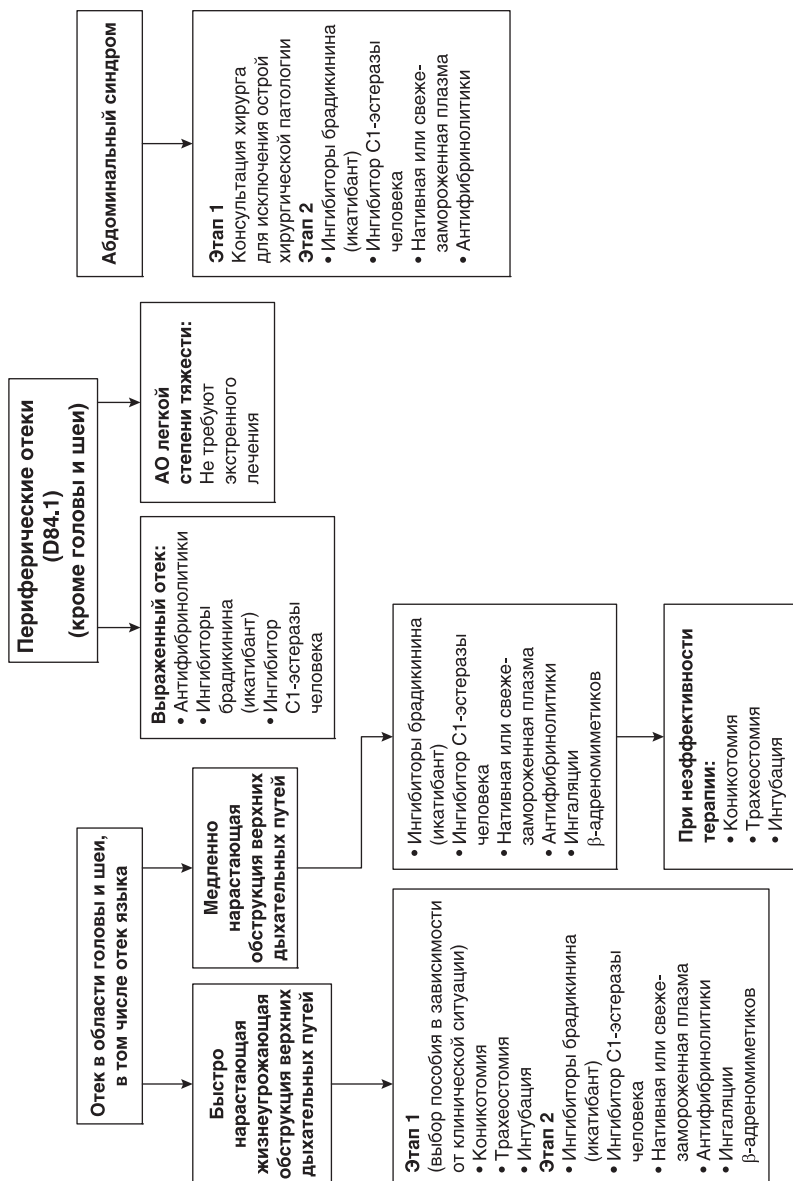 Отек в области головы и шеи,
в том числе отек языка
Быстро
нарастающая
жизнеугрожающая
обструкция верхних
дыхательных путей
Этап 1
(выбор пособия в зависимости
от клинической ситуации)
• Коникотомия
• Трахеостомия
• Интубация
Этап 2
• Ингибиторы брадикинина
(икатибант)
• Ингибитор С1-эстеразы
человека
• Нативная или свеже-
замороженная плазма
• Антифибринолитики
• Ингаляции
β-адреномиметиков
Медленно
нарастающая
обструкция верхних
дыхательных путей
• Ингибиторы брадикинина
(икатибант)
• Ингибитор С1-эстеразы
человека
• Нативная или свеже-
замороженная плазма
• Антифибринолитики
• Ингаляции
β-адреномиметиков
При неэффективности
терапии:
• Коникотомия
• Трахеостомия
• Интубация
Периферические отеки
(D84.1)
(кроме головы и шеи)
Выраженный отек:
• Антифибринолитики
• Ингибиторы
брадикинина
(икатибант)
• Ингибитор
С1-эстеразы
человека
АО легкой
степени тяжести:
Не требуют
экстренного
лечения
Абдоминальный синдром
Этап 1
Консультация хирурга
для исключения острой
хирургической патологии
Этап 2
• Ингибиторы брадикинина
(икатибант)
• Ингибитор С1-эстеразы
человека
• Нативная или свеже-
замороженная плазма
• Антифибринолитики